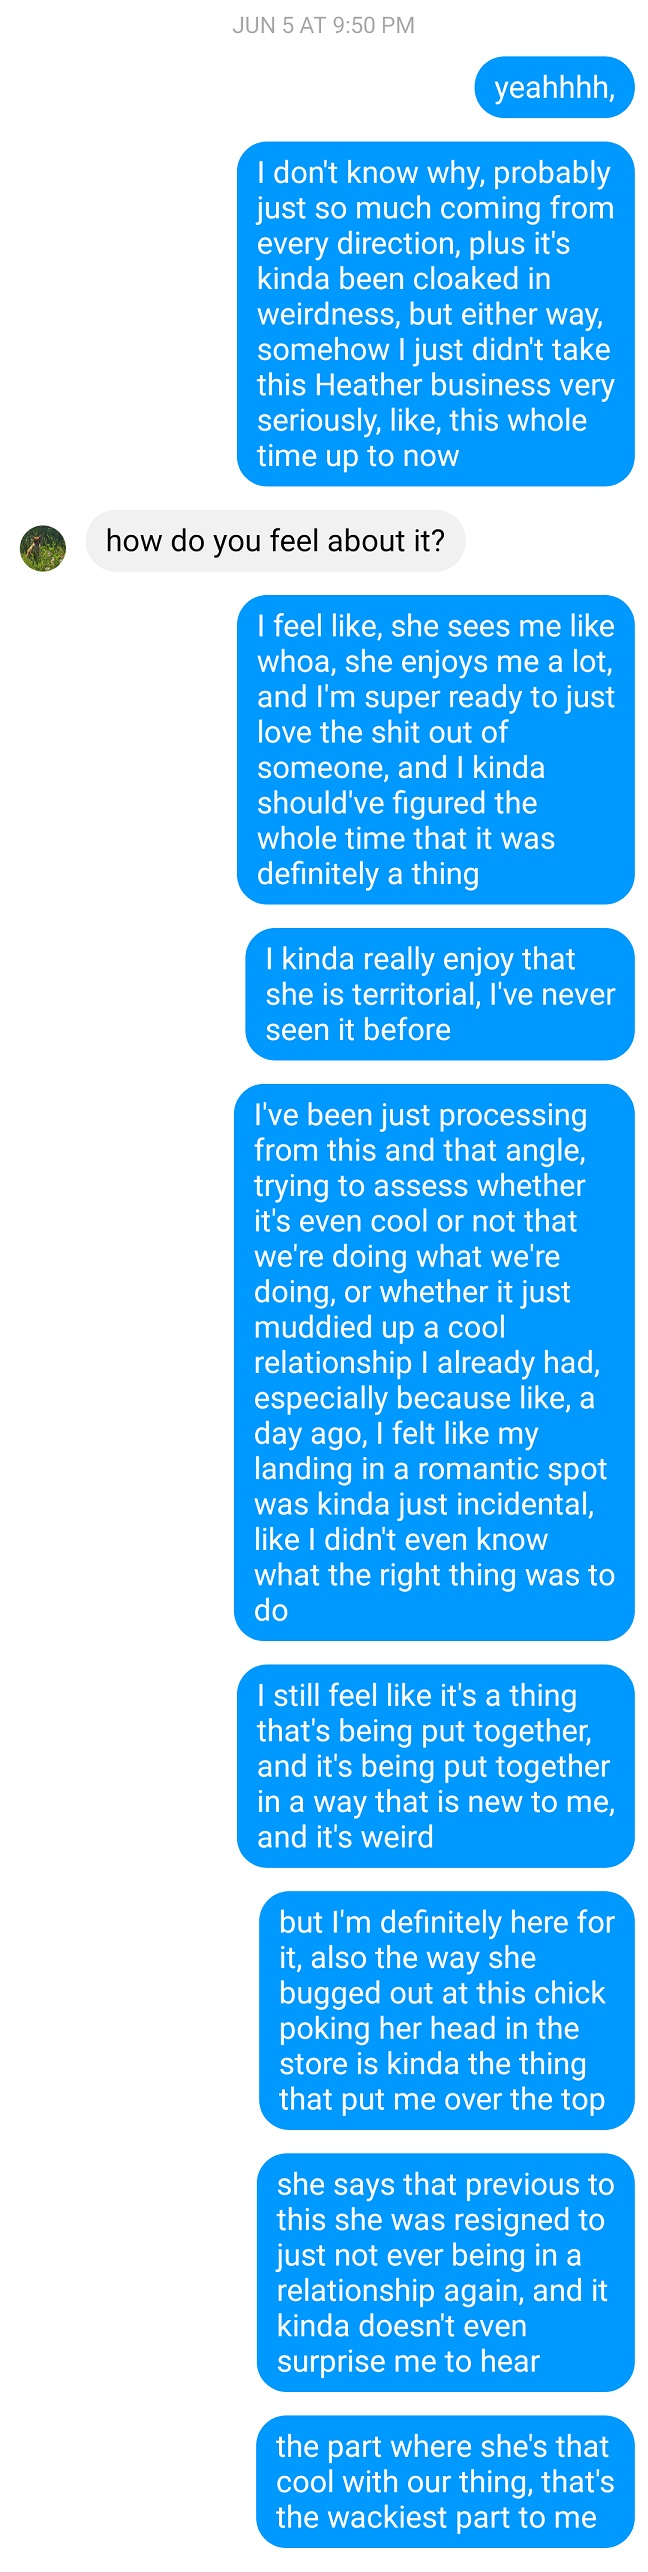 JUN 5 AT 9:50 PM
yeahhhh,
I don't know why, probably
just so much coming from
every direction, plus it's
kinda been cloaked in
weirdness, but either way,
somehow I just didn't take
this Heather business very
seriously, like, this whole
time up to now
how do you feel about it?
I feel like, she sees me like
whoa, she enjoys me a lot,
and I'm super ready to just
love the shit out of
someone, and I kinda
should've figured the
whole time that it was
definitely a thing
I kinda really enjoy that
she is territorial, I've never
seen it before
I've been just processing
from this and that angle,
trying to assess whether
it's even cool or not that
we're doing what we're
doing, or whether it just
muddied up a cool
relationship I already had,
especially because like, a
day ago, I felt like my
landing in a romantic spot
was kinda just incidental,
like I didn't even know
what the right thing was to
do
I still feel like it's a thing
that's being put together,
and it's being put together
in a way that is new to me,
and it's weird
but I'm definitely here for
it, also the way she
bugged out at this chick
poking her head in the
store is kinda the thing
that put me over the top
she says that previous to
this she was resigned to
just not ever being in a
relationship again, and it
kinda doesn't even
surprise me to hear
the part where she's that
cool with our thing, that's
the wackiest part to me